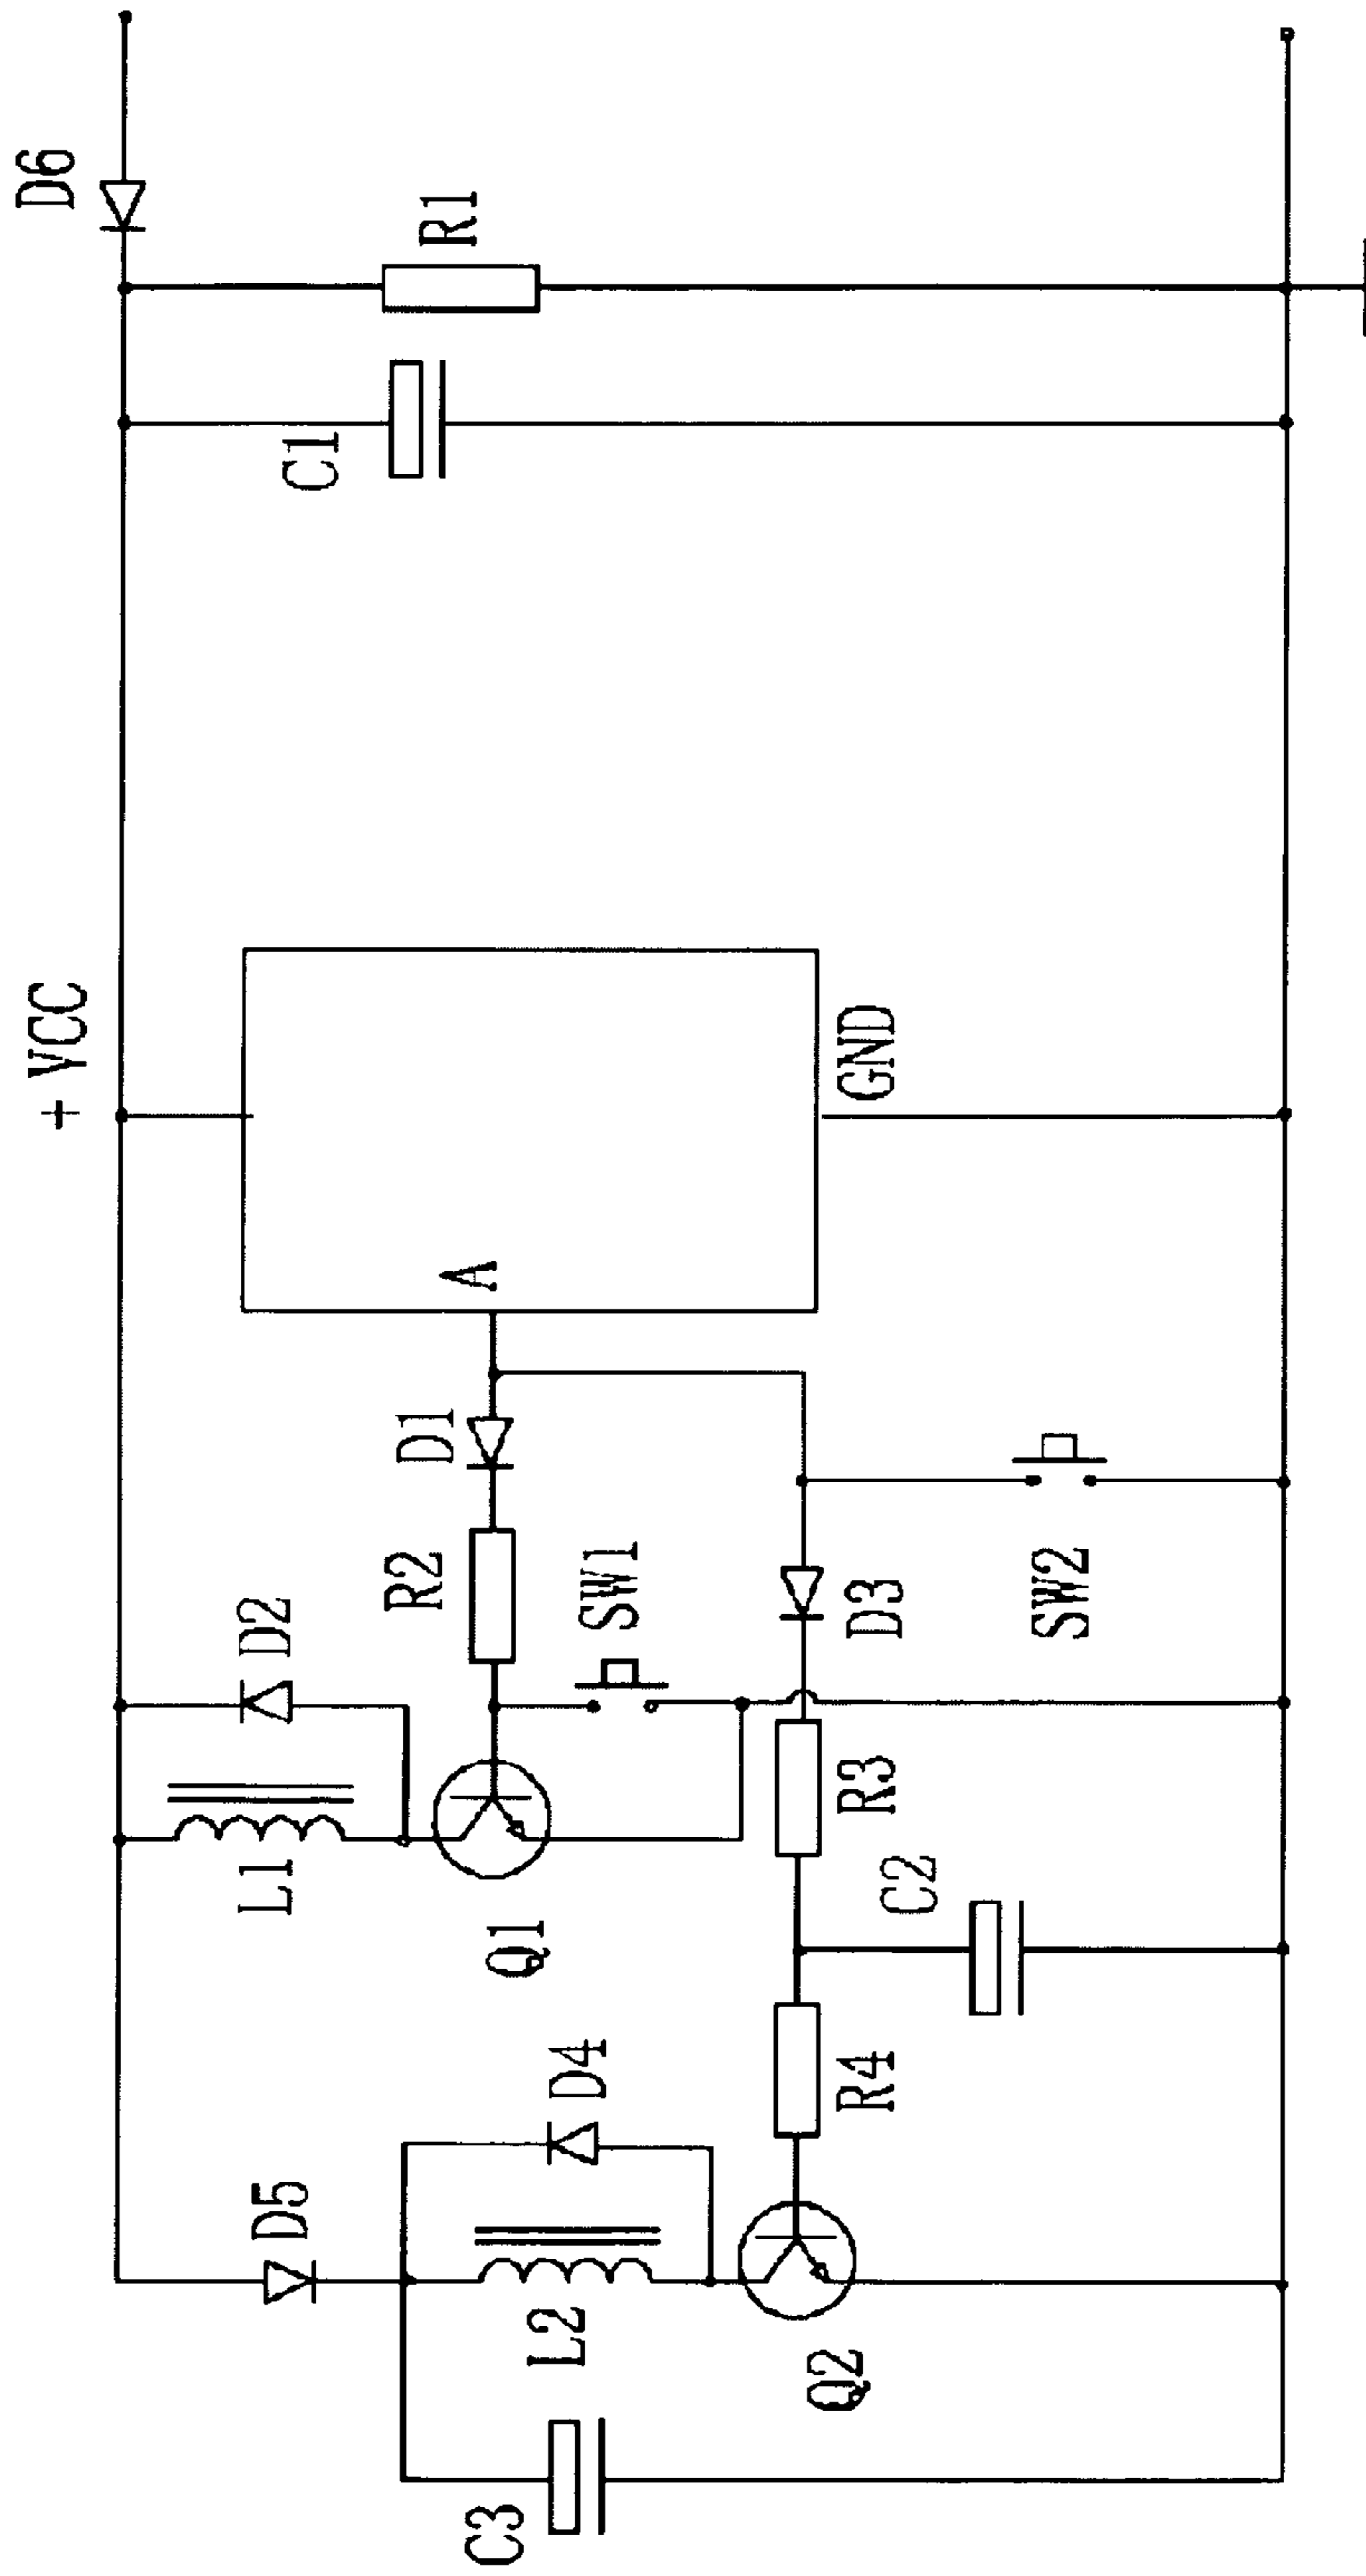 D6
R1
C1
+ VCC
GND
A
D1
R2
SW1
D2
L1
Q1
D3
SW2
R3
C2
R4
D4
D5
L2
Q2
C3